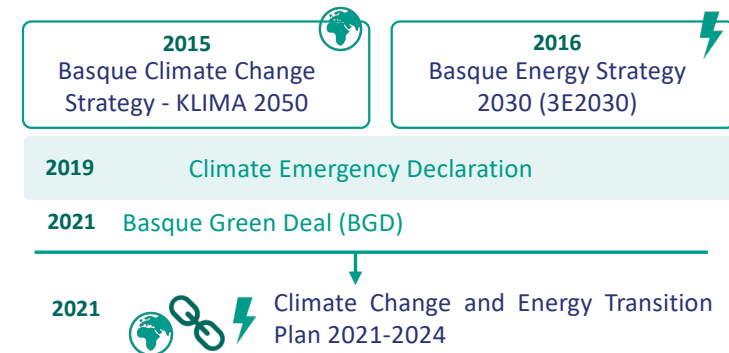 2015
Basque Climate Change
Strategy - KLIMA 2050
2016
Basque Energy Strategy
2030 (3E2030)
2019 Climate Emergency Declaration
2021 Basque Green Deal (BGD)
2021 Climate Change and Energy Transition
Plan 2021-2024